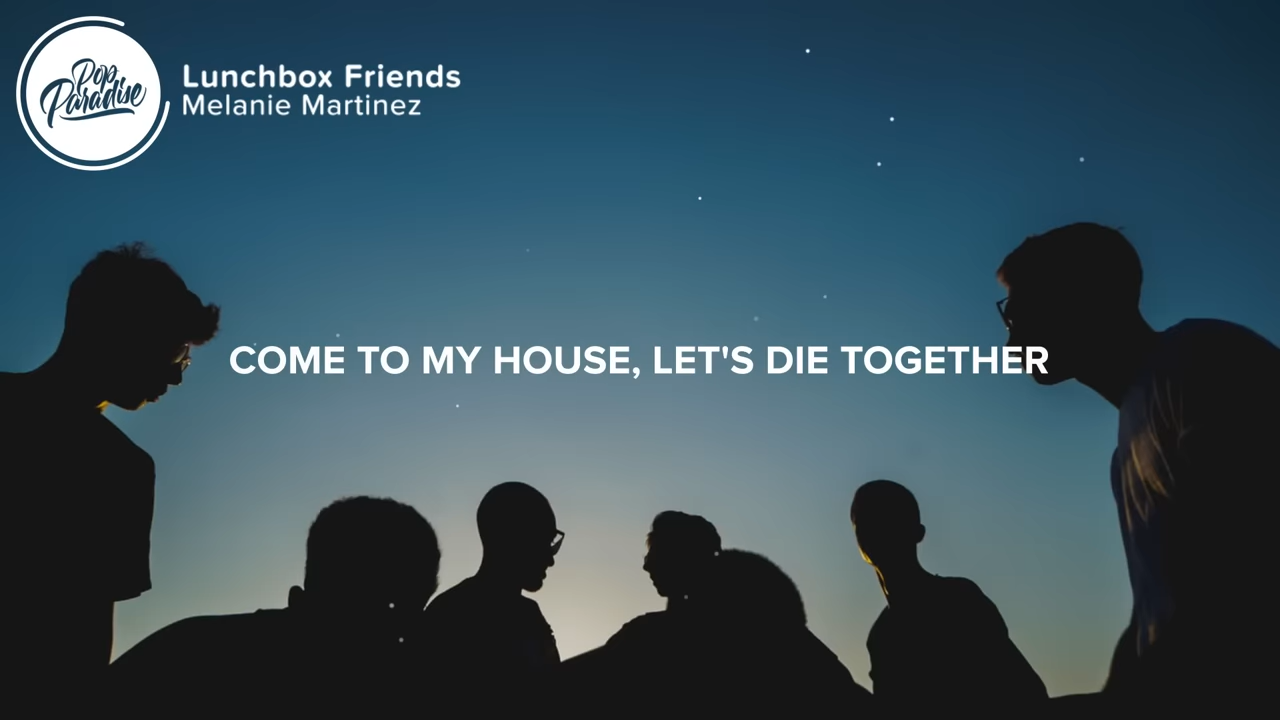 Pop
Paradise
Lunchbox Friends
Melanie Martinez
COME TO MY HOUSE, LET'S DIE TOGETHER